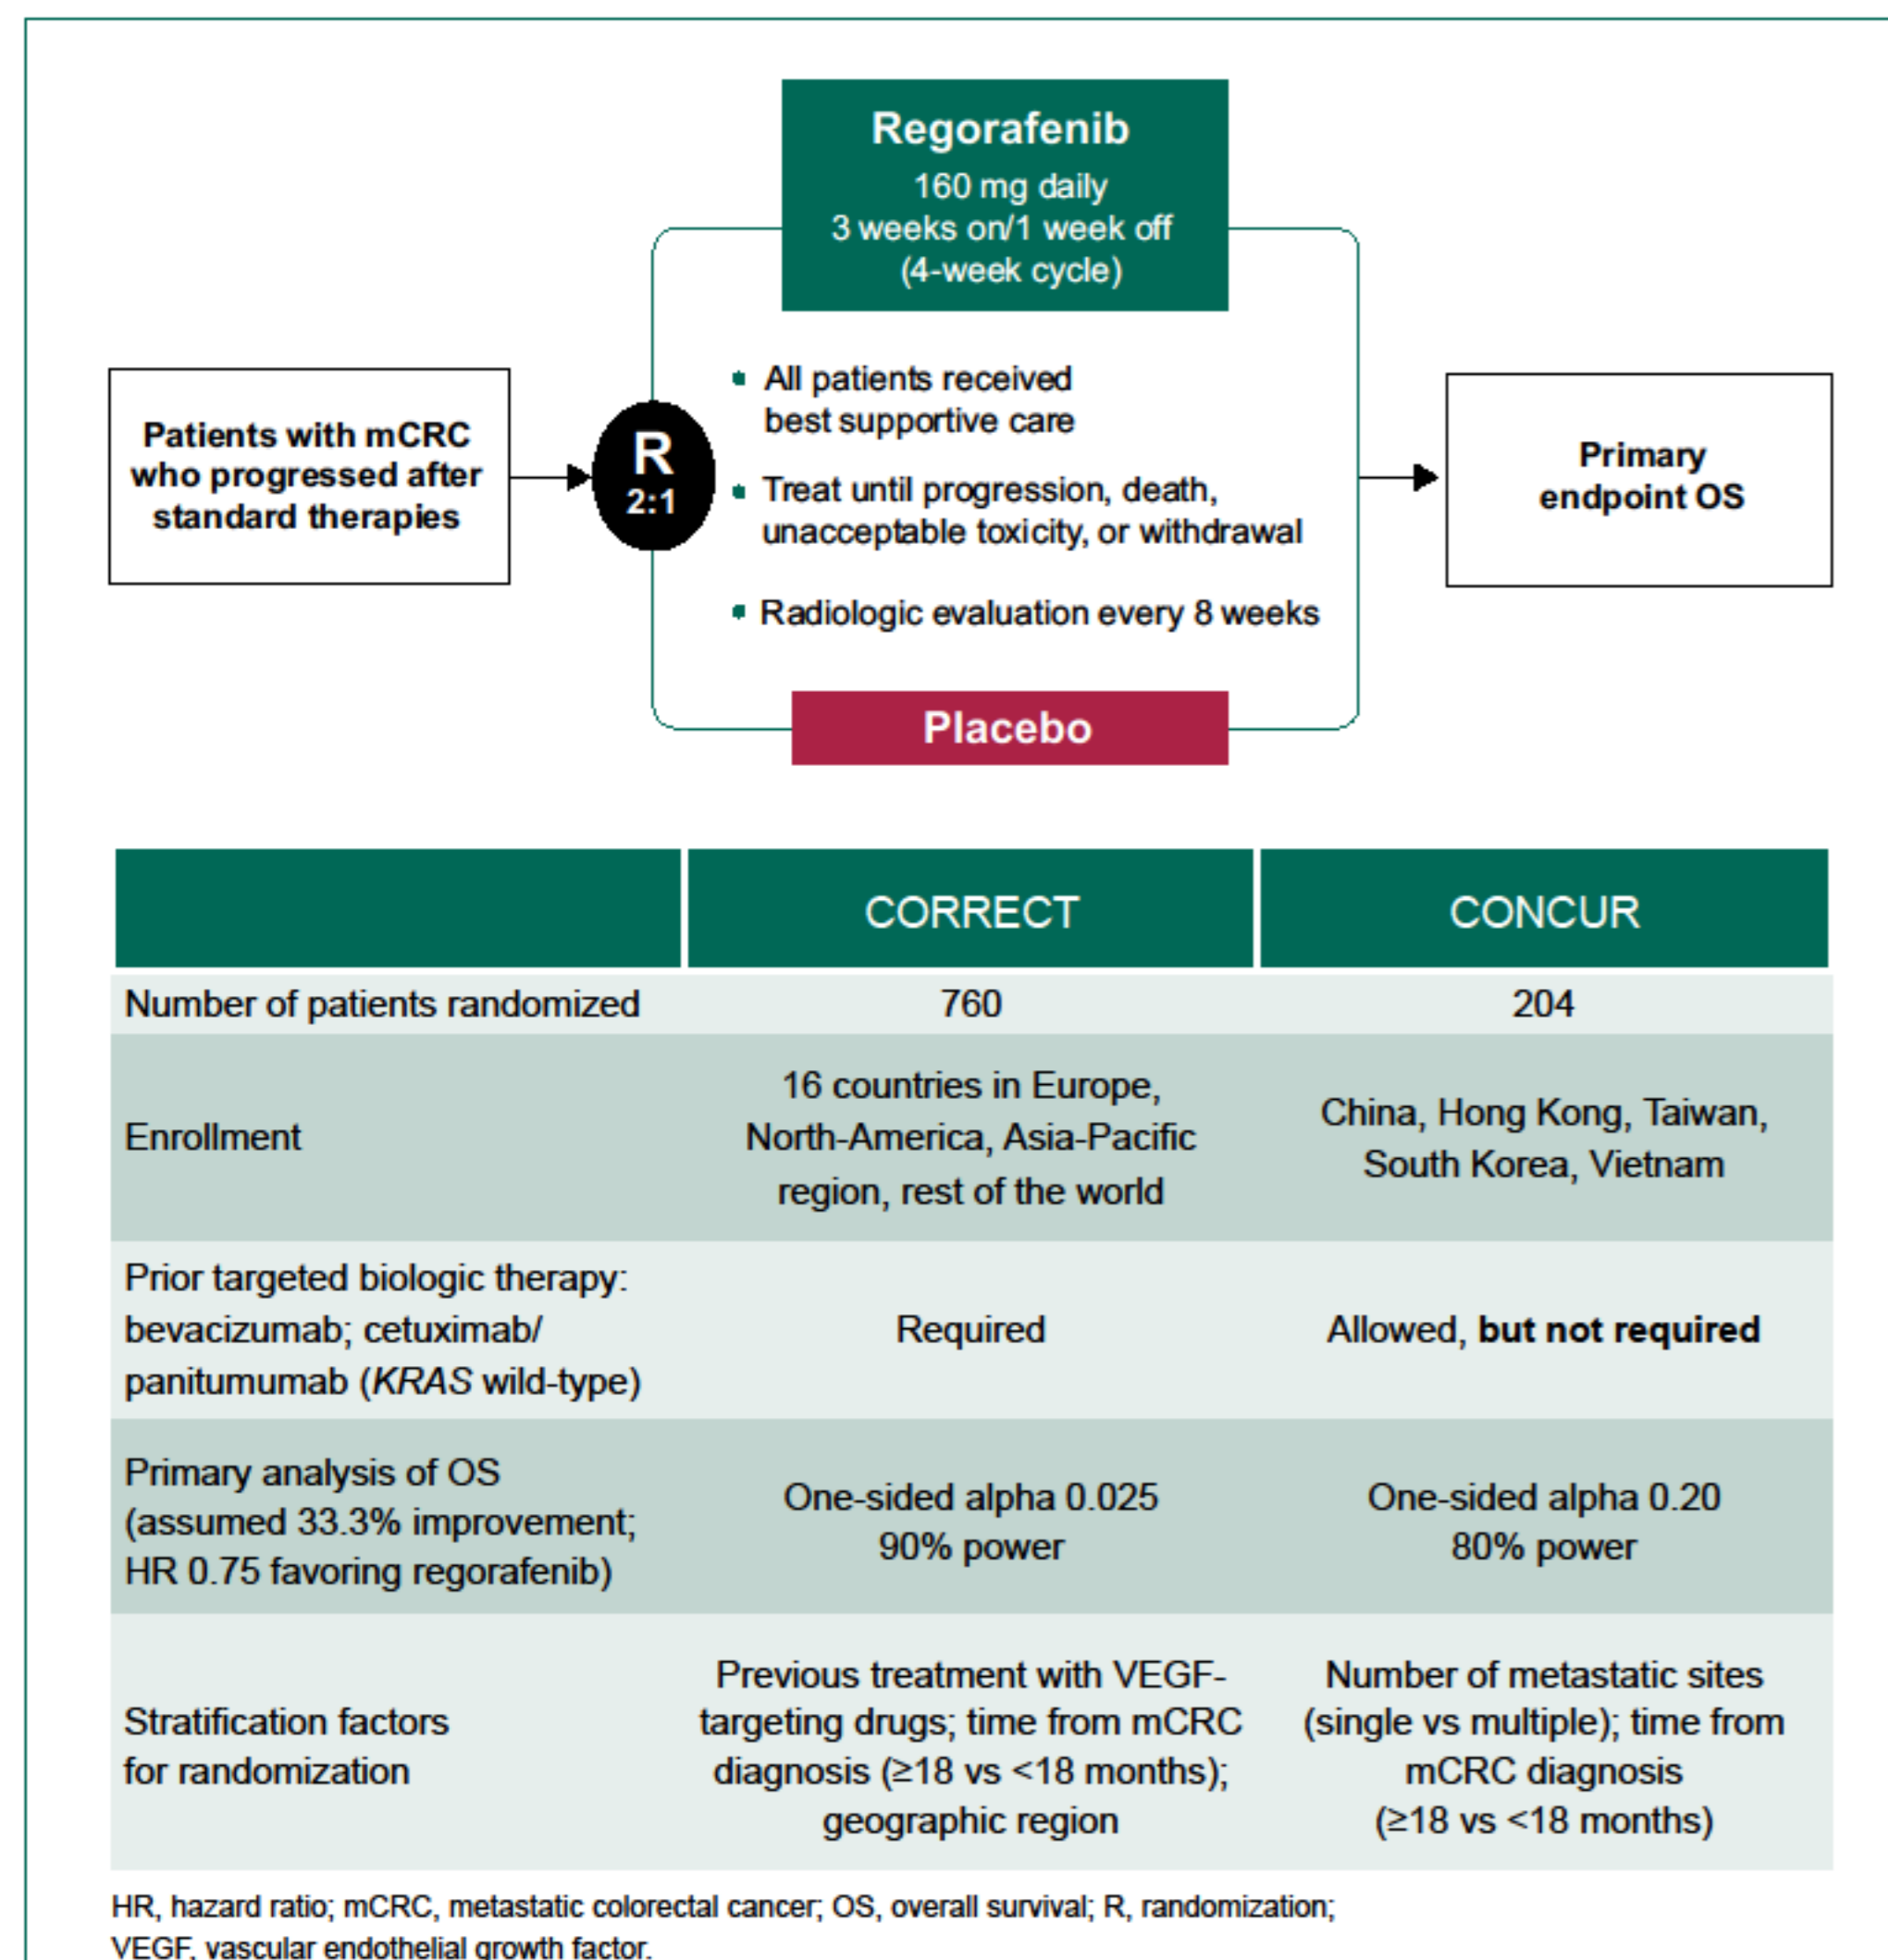 Regorafenib
160 mg daily
3 weeks on/1 week off
(4-week cycle)
Patients with mCRC
who progressed after
standard therapies
R
2:1
▪ All patients received
best supportive care
▪ Treat until progression, death,
unacceptable toxicity, or withdrawal
▪ Radiologic evaluation every 8 weeks
Primary
endpoint OS
Placebo
CORRECT
CONCUR
Number of patients randomized
760
204
Enrollment
16 countries in Europe,
North-America, Asia-Pacific
region, rest of the world
China, Hong Kong, Taiwan,
South Korea, Vietnam
Prior targeted biologic therapy:
bevacizumab; cetuximab/
panitumumab (KRAS wild-type)
Required
Allowed, but not required
Primary analysis of OS
(assumed 33.3% improvement;
HR 0.75 favoring regorafenib)
One-sided alpha 0.025
90% power
One-sided alpha 0.20
80% power
Stratification factors
for randomization
Previous treatment with VEGF-
targeting drugs; time from mCRC
diagnosis (≥18 vs <18 months);
geographic region
Number of metastatic sites
(single vs multiple); time from
mCRC diagnosis
(≥18 vs <18 months)
HR, hazard ratio; mCRC, metastatic colorectal cancer; OS, overall survival; R, randomization;
VEGF, vascular endothelial growth factor.